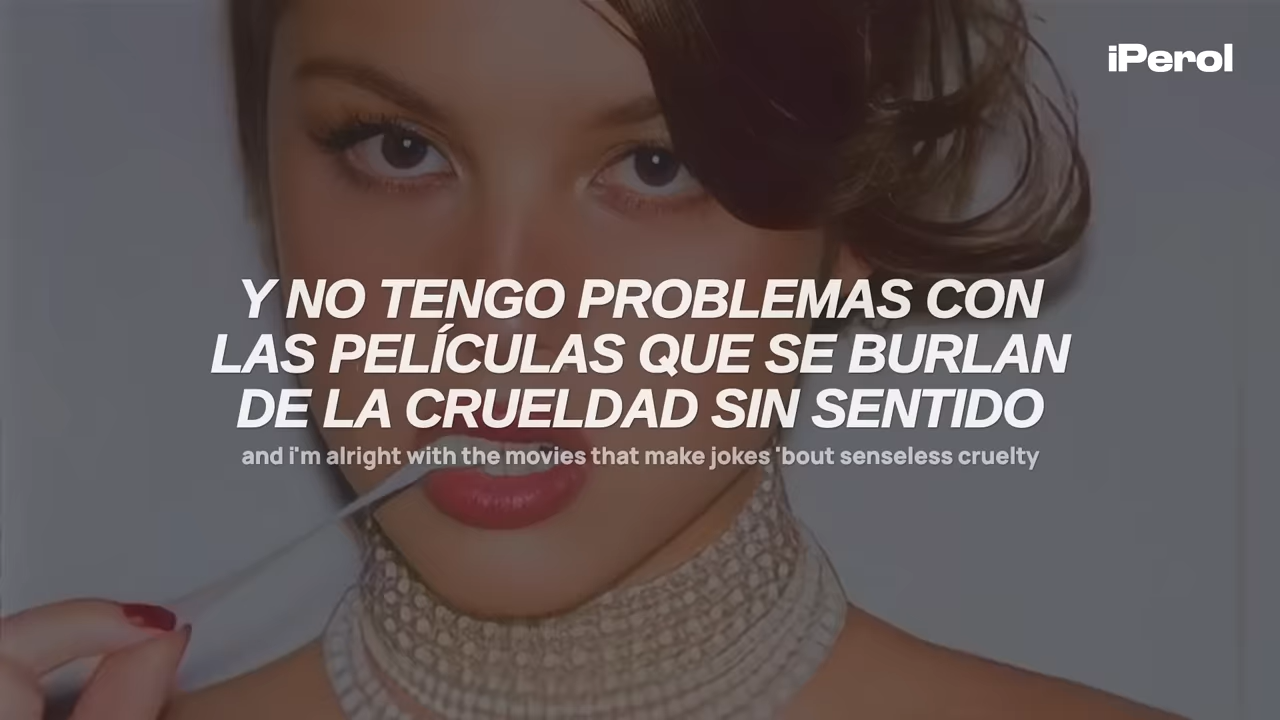 iPerol
Y NO TENGO PROBLEMAS CON
LAS PELÍCULAS QUE SE BURLAN
DE LA CRUELDAD SIN SENTIDO
and i'm alright with the movies that make jokes 'bout senseless cruelty